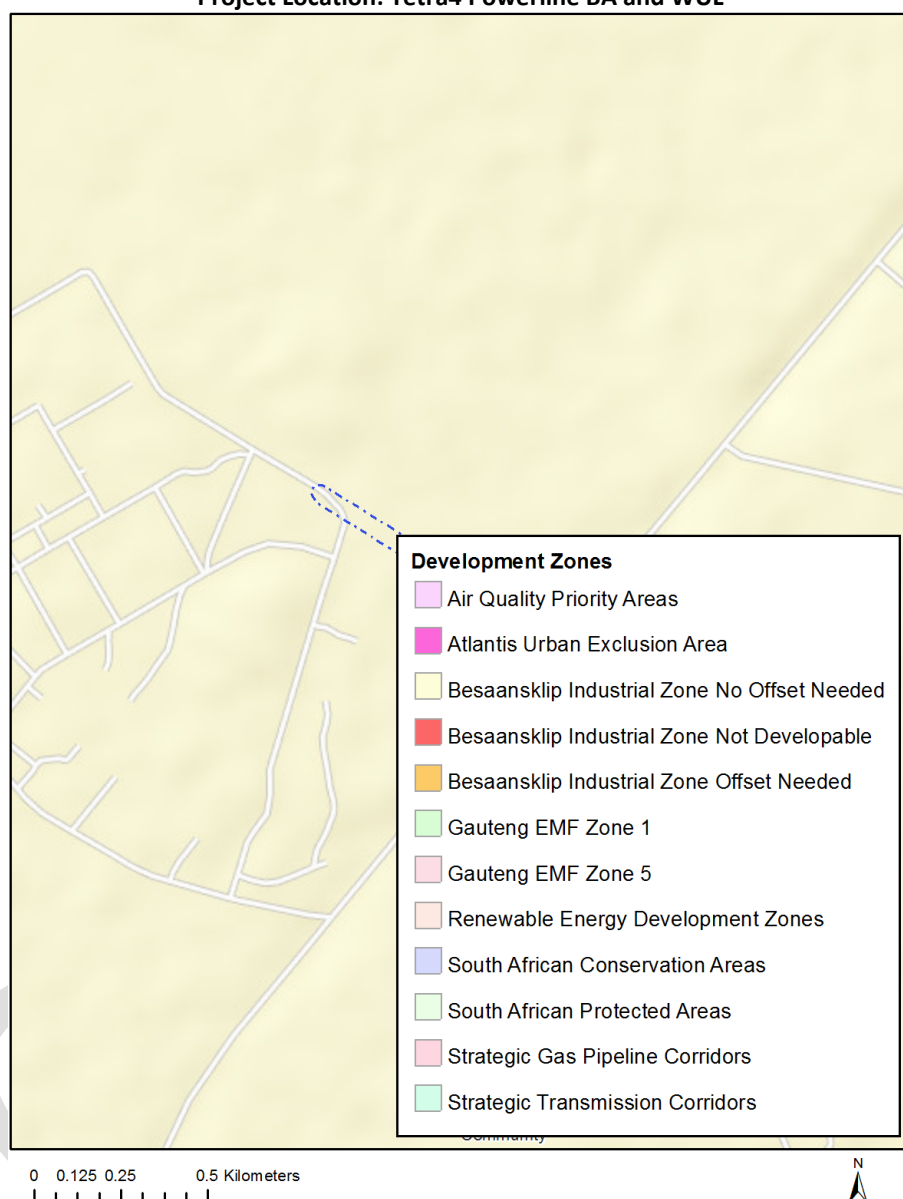 Project Location: Tetra4 Powerline BA and WUL
Development Zones
Air Quality Priority Areas
Atlantis Urban Exclusion Area
Besaansklip Industrial Zone No Offset Needed
Besaansklip Industrial Zone Not Developable
Besaansklip Industrial Zone Offset Needed
Gauteng EMF Zone 1
Gauteng EMF Zone 5
Renewable Energy Development Zones
South African Conservation Areas
South African Protected Areas
Strategic Gas Pipeline Corridors
Strategic Transmission Corridors
Community
0 0.125 0.25 0.5 Kilometers
N